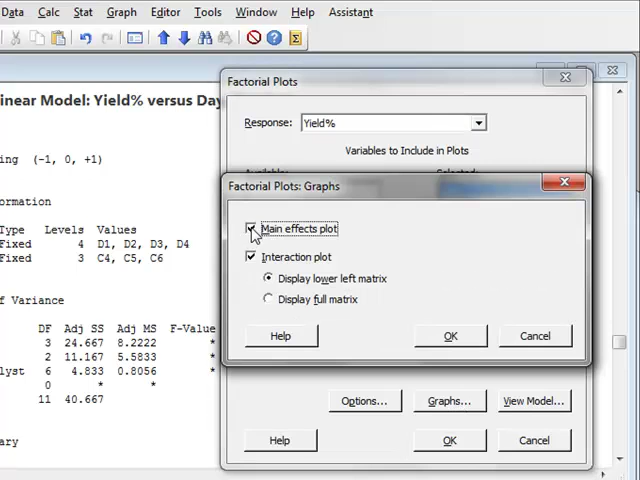 Data Calc Stat Graph Editor Tools Window Help Assistant
inear Model: Yield% versus Day
Factorial Plots
Response: Yield%
Variables to Include in Plots
ing (-1, 0, +1)
Factorial Plots: Graphs
ormation
Type Levels Values
Fixed 4 D1, D2, D3, D4
Fixed 3 C4, C5, C6
Main effects plot
Interaction plot
Display lower left matrix
Display full matrix
Help OK Cancel
f Variance
DF Adj SS Adj MS F-Value
3 24.667 8.2222 *
2 11.167 5.5833 *
lyst 6 4.833 0.8056 *
0 * *
11 40.667
Options... Graphs... View Model...
Help OK Cancel
ary